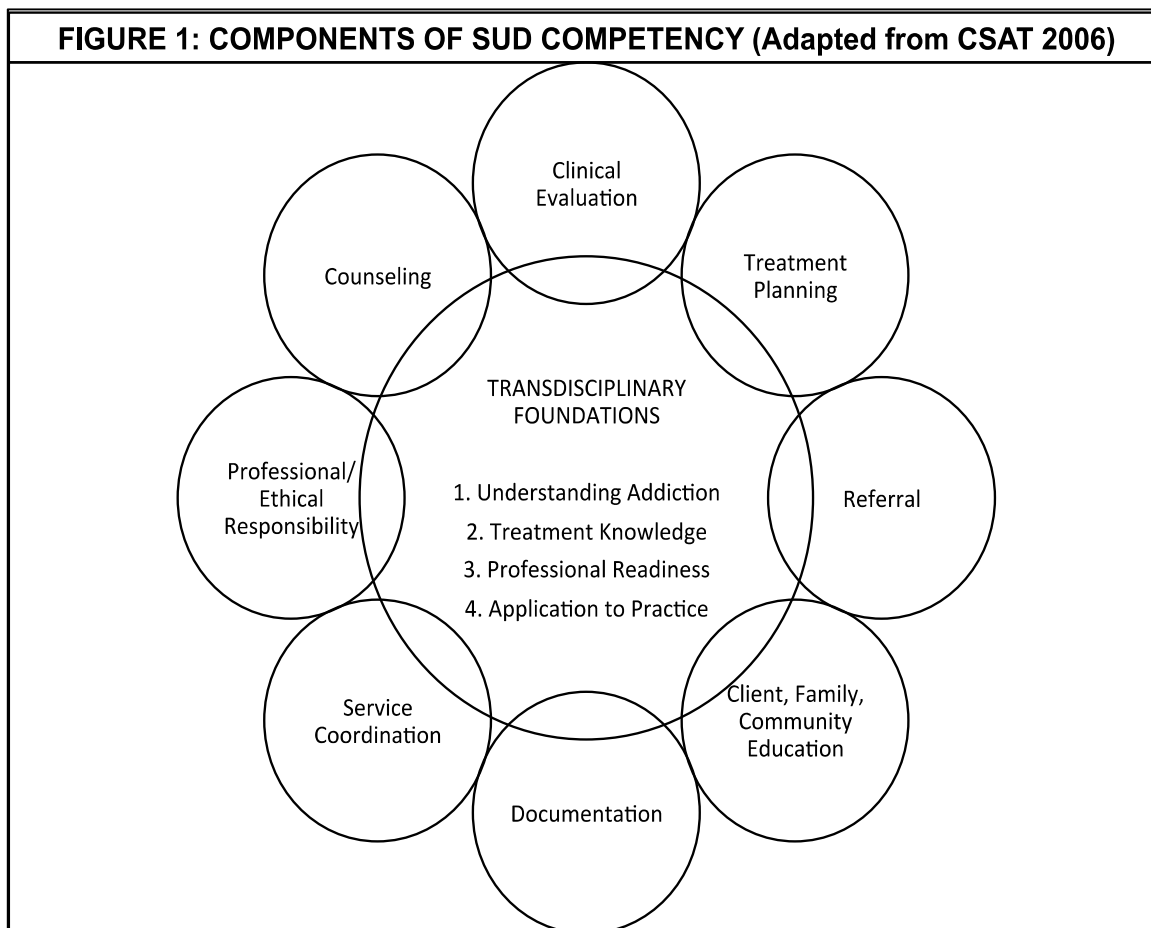 FIGURE 1: COMPONENTS OF SUD COMPETENCY (Adapted from CSAT 2006)
Clinical
Evaluation
Treatment
Planning
Referral
Client, Family,
Community
Education
Documentation
Service
Coordination
Professional/
Ethical
Responsibility
Counseling
TRANSDISCIPLINARY
FOUNDATIONS
1. Understanding Addiction
2. Treatment Knowledge
3. Professional Readiness
4. Application to Practice